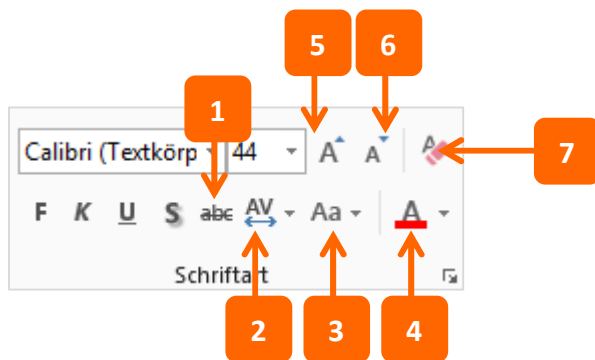 5 6
1
Calibri (Textkörp 44 A A A 7
F K U S abc AV Aa A
Schriftart
2 3 4